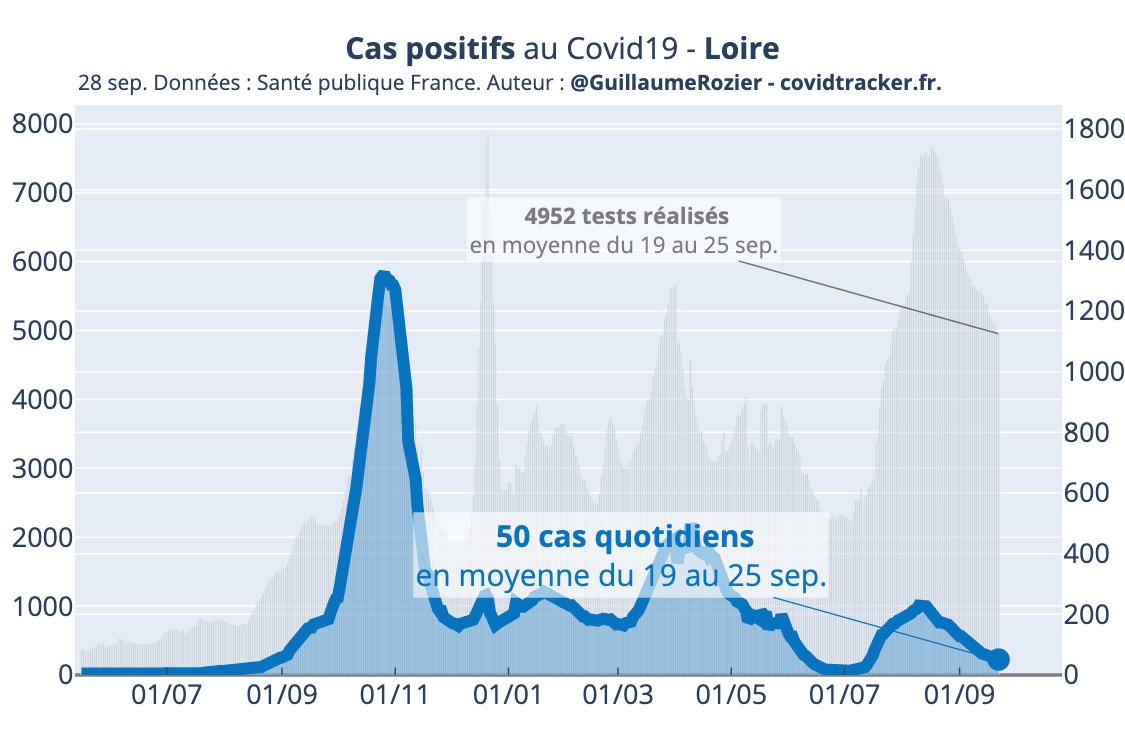 Cas positifs au Covid19 - Loire
28 sep. Données : Santé publique France. Auteur : @GuillaumeRozier - covidtracker.fr.
8000
7000
6000
5000
4000
3000
2000
1000
0
1800
1600
1400
1200
1000
800
600
400
200
0
4952 tests réalisés
en moyenne du 19 au 25 sep.
50 cas quotidiens
en moyenne du 19 au 25 sep.
01/07 01/09 01/11 01/01 01/03 01/05 01/07 01/09